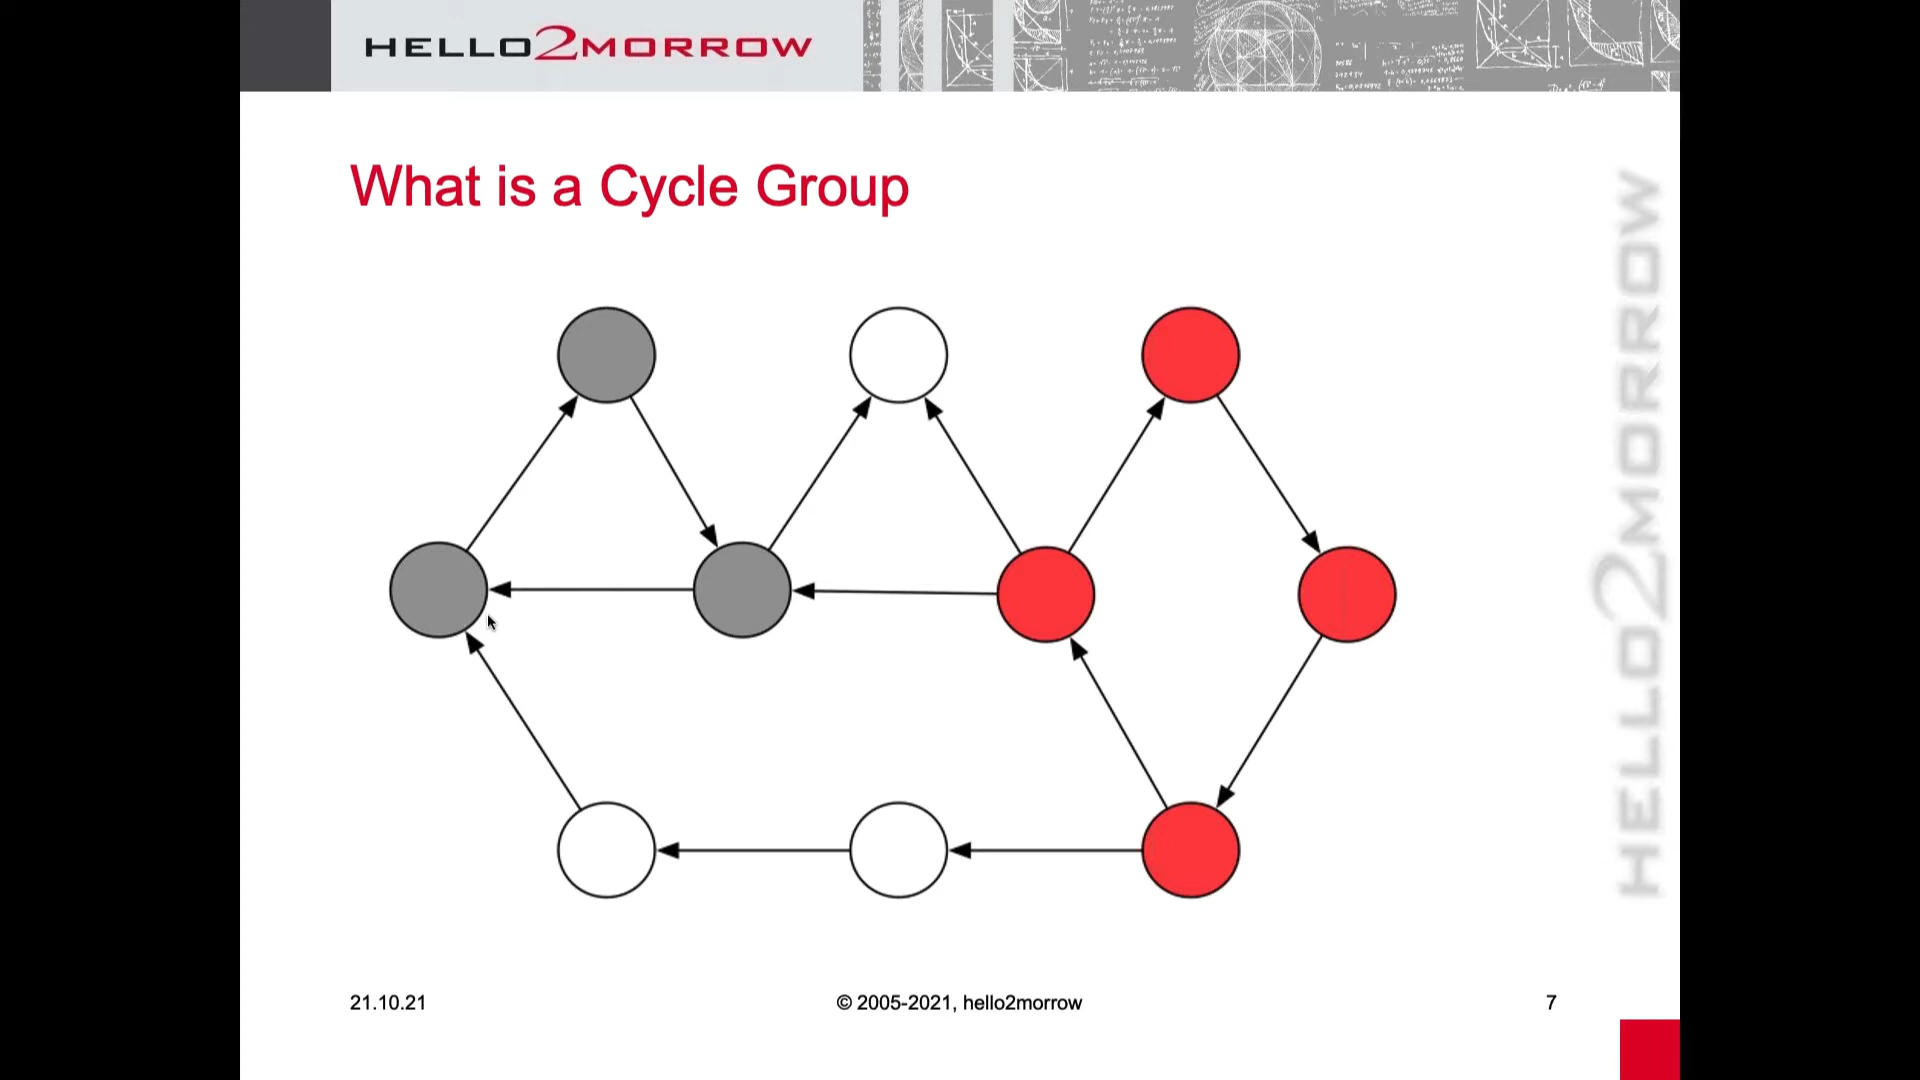 HELLO2MORROW
What is a Cycle Group
HELLO2MORROW
21.10.21
© 2005-2021, hello2morrow
7